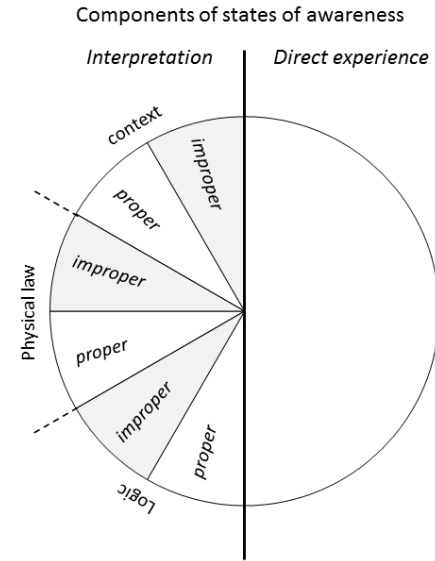 Components of states of awareness
Interpretation
Direct experience
context
improper
proper
improper
Physical law
proper
improper
proper
Logic